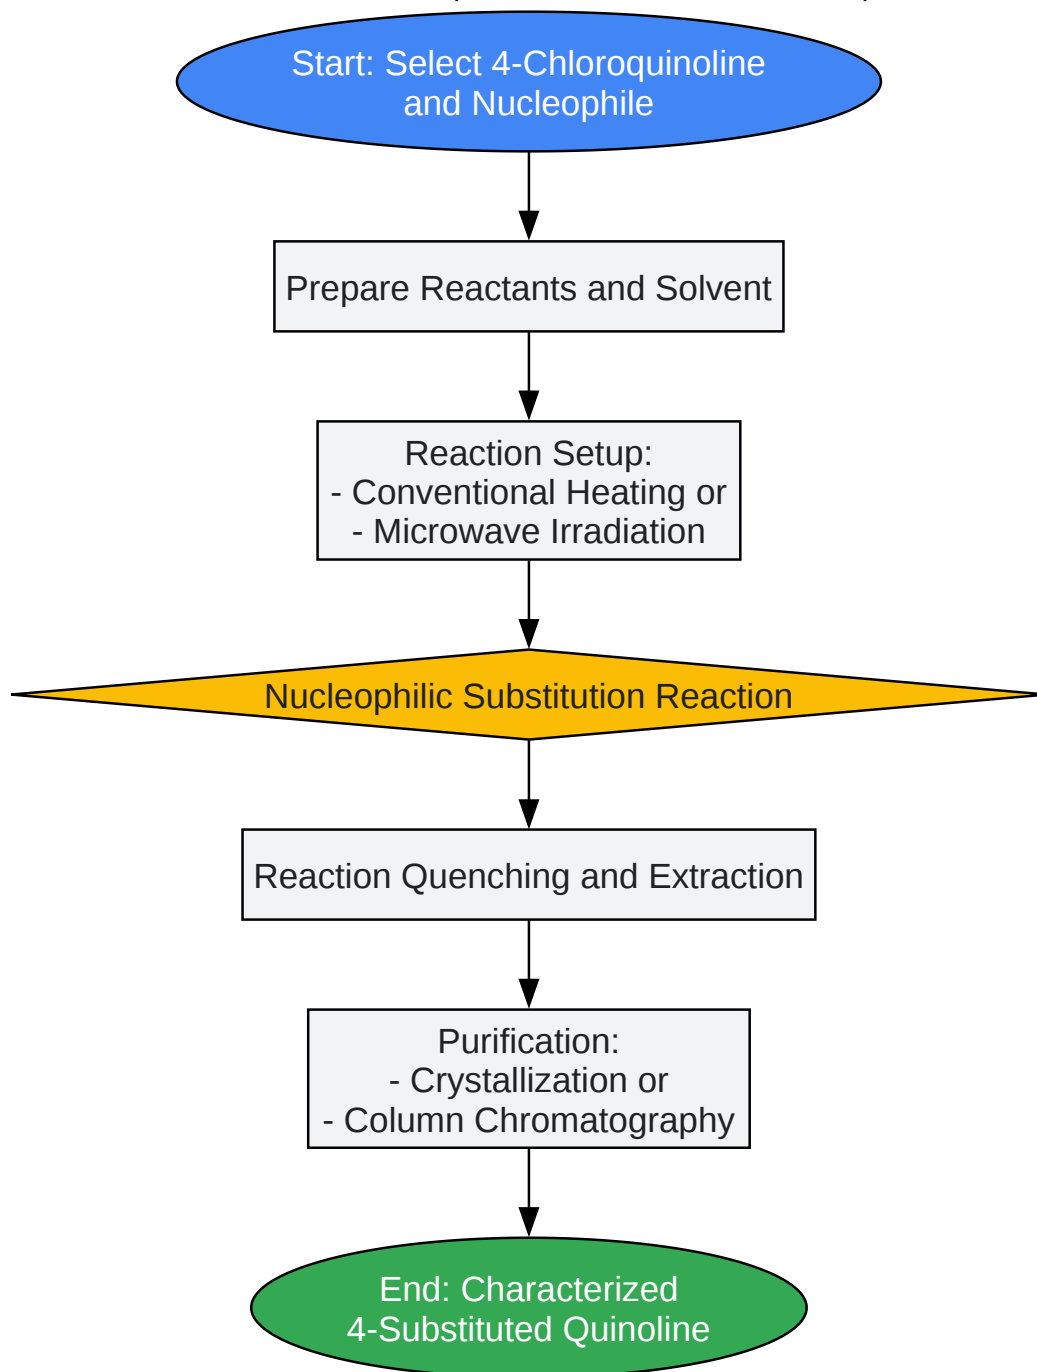 Start: Select 4-Chloroquinoline
and Nucleophile
Prepare Reactants and Solvent
Reaction Setup:
- Conventional Heating or
- Microwave Irradiation
Nucleophilic Substitution Reaction
Reaction Quenching and Extraction
Purification:
- Crystallization or
- Column Chromatography
End: Characterized
4-Substituted Quinoline